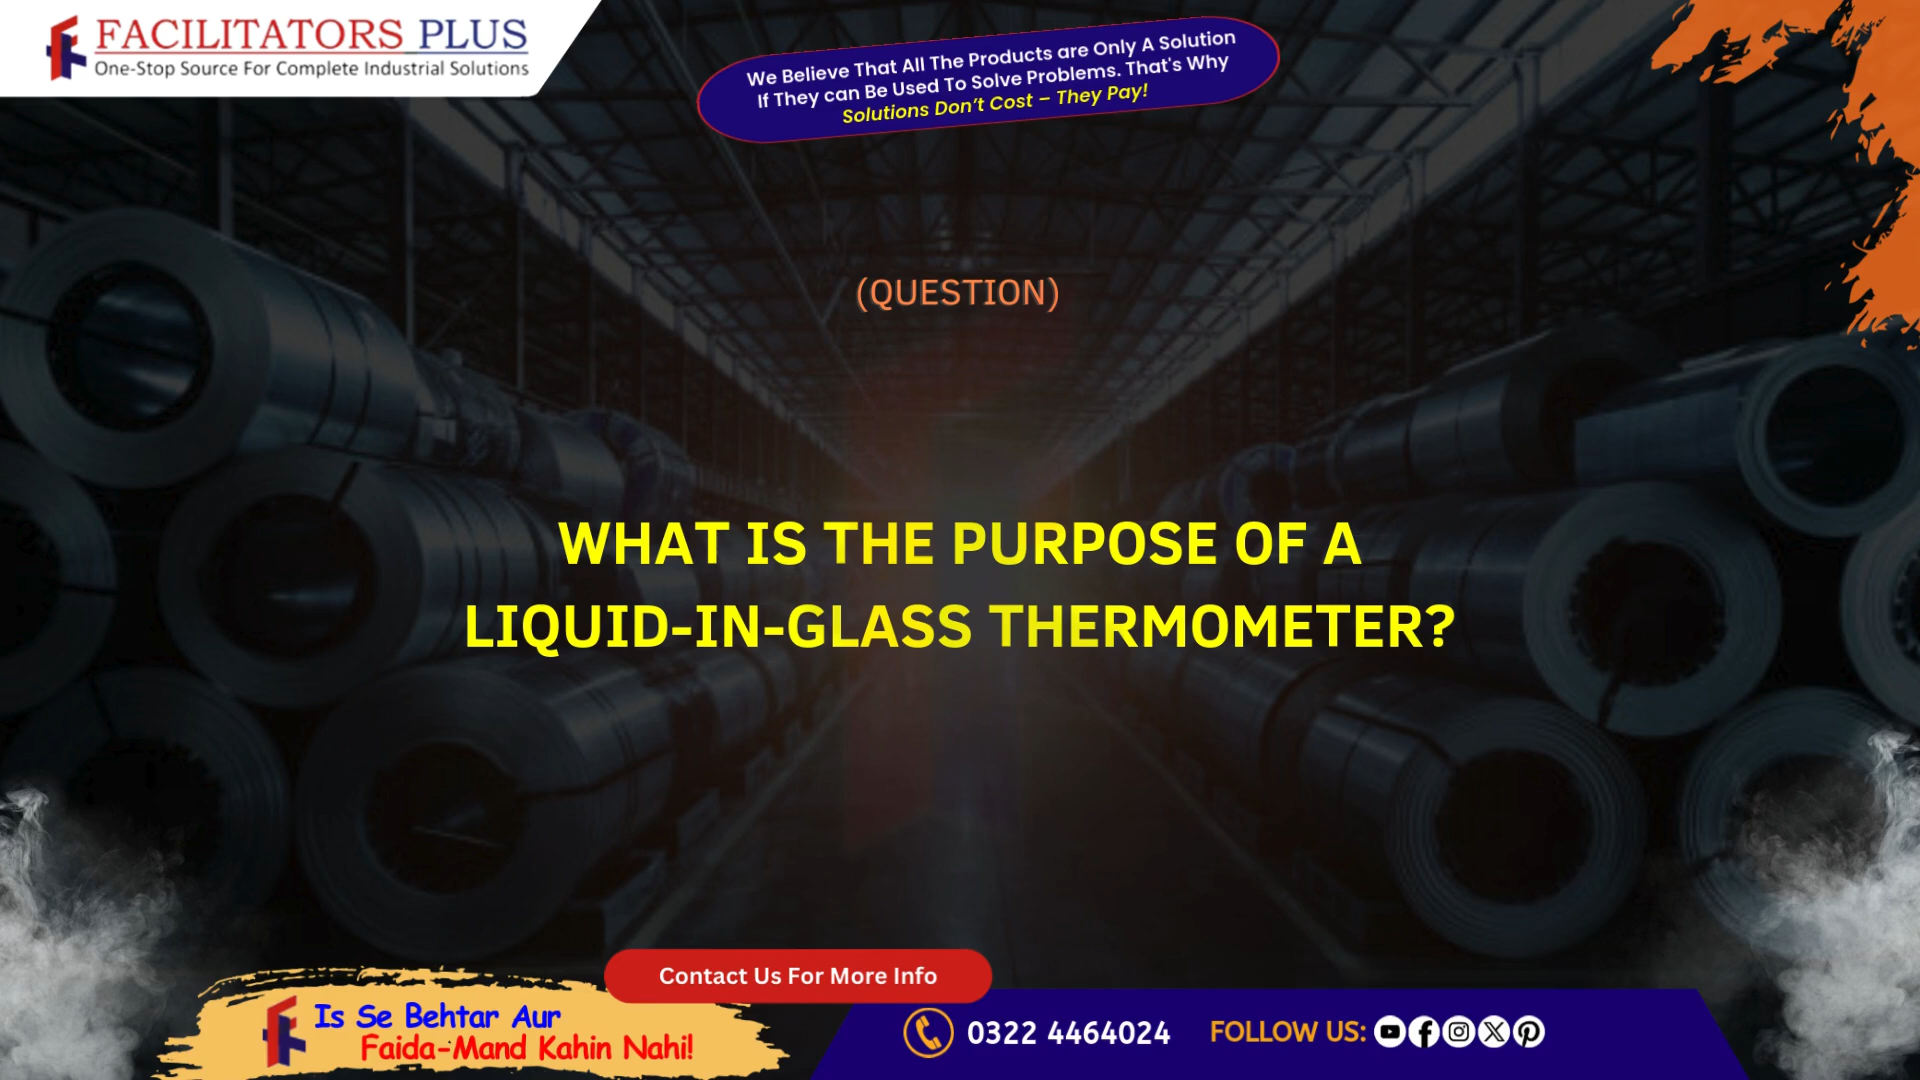 FACILITATORS PLUS
One-Stop Source For Complete Industrial Solutions
We Believe That All The Products are Only A Solution
If They can Be Used To Solve Problems. That's Why
Solutions Don't Cost – They Pay!
(QUESTION)
WHAT IS THE PURPOSE OF A
LIQUID-IN-GLASS THERMOMETER?
Contact Us For More Info
Is Se Behtar Aur
Faida-Mand Kahin Nahi!
0322 4464024
FOLLOW US: